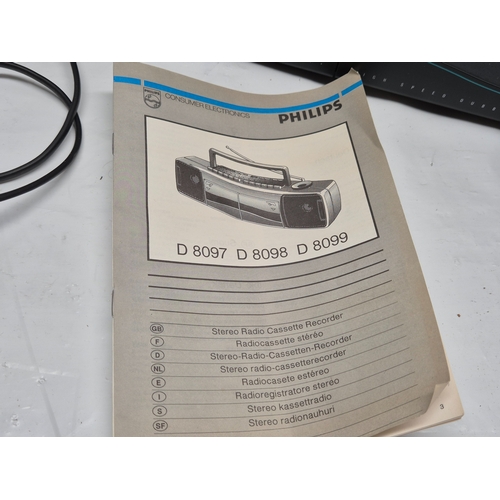 PHILIPS
CONSUMER ELECTRONICS
PHILIPS
D 8097 D 8098 D 8099
GB Stereo Radio Cassette Recorder
F Radiocassette stéréo
D Stereo-Radio-Cassetten-Recorder
NL Stereo radio-cassetterecorder
E Radiocasete estéreo
I Radioregistratore stereo
S Stereo kassettradio
SF Stereo radionauhuri
3